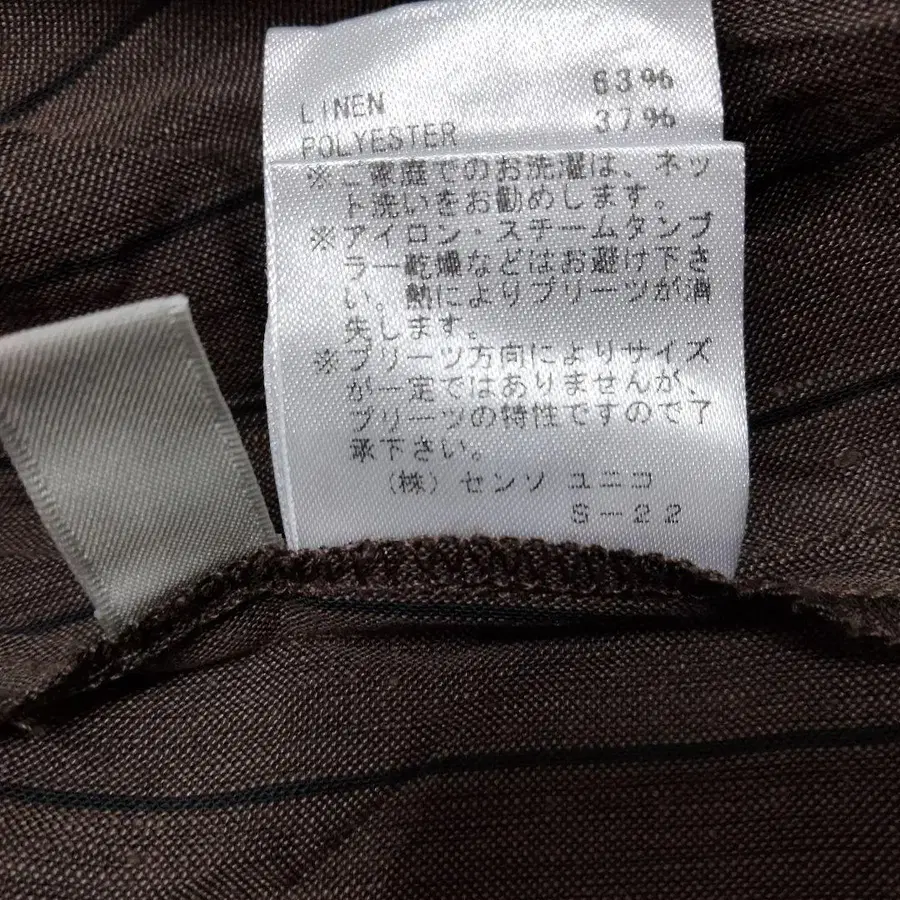 LINEN 63%
POLYESTER 37%
※ご家庭でのお洗濯は、ネッ
ト洗いをお勧めします。
※アイロン・スチームタンブ
ラー乾燥などはお避け下さ
い。熱によりプリーツが消
失します。
※プリーツ方向によりサイズ
が一定ではありませんが、
プリーツの特性ですので了
承下さい。
(株)センソ ユニコ
S-22